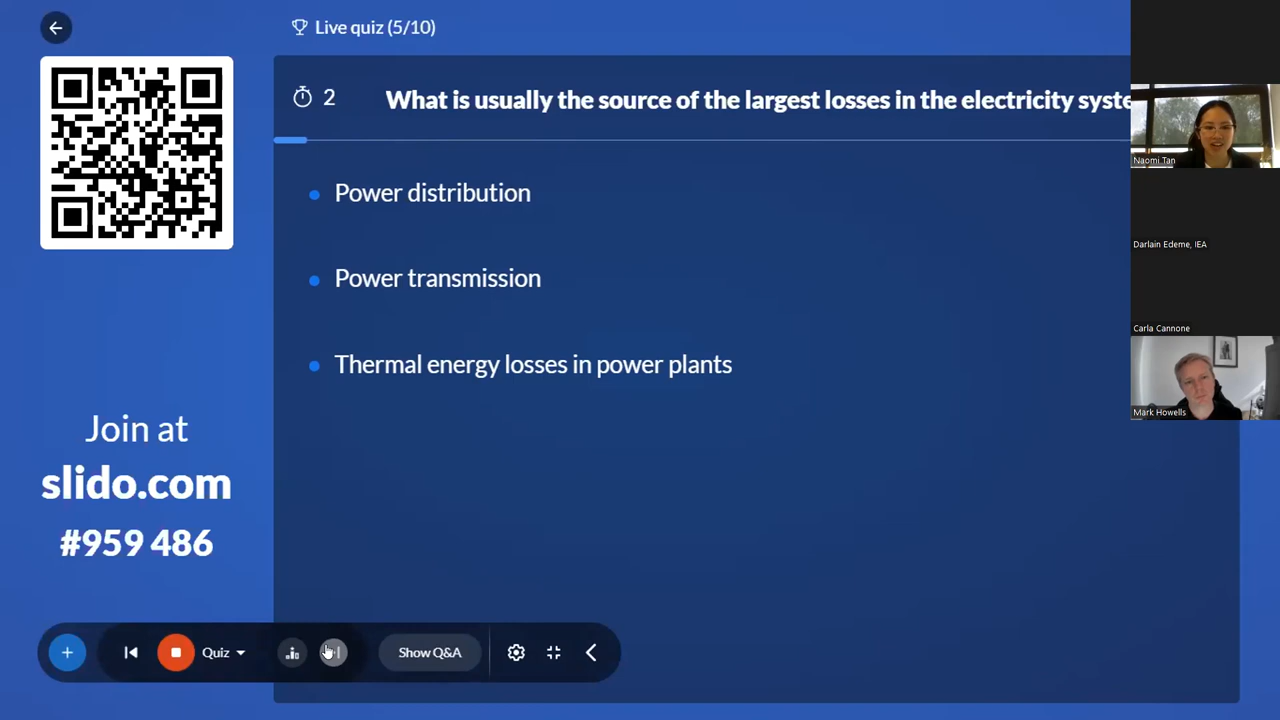 Live quiz (5/10)
2
What is usually the source of the largest losses in the electricity syste
Power distribution
Power transmission
Thermal energy losses in power plants
Join at
slido.com
#959 486
Quiz
Show Q&A
Naomi Tan
Darlain Edeme, IEA
Carla Cannone
Mark Howells